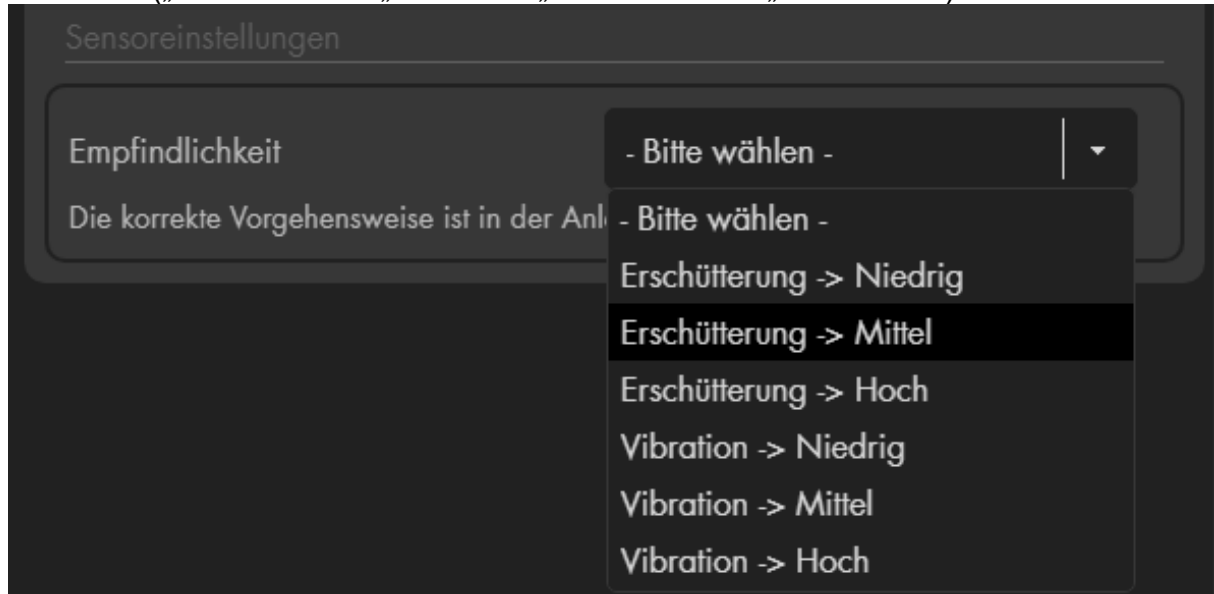 Sensoreinstellungen
Empfindlichkeit
- Bitte wählen -
Die korrekte Vorgehensweise ist in der
- Bitte wählen -
Erschütterung -> Niedrig
Erschütterung -> Mittel
Erschütterung -> Hoch
Vibration -> Niedrig
Vibration -> Mittel
Vibration -> Hoch